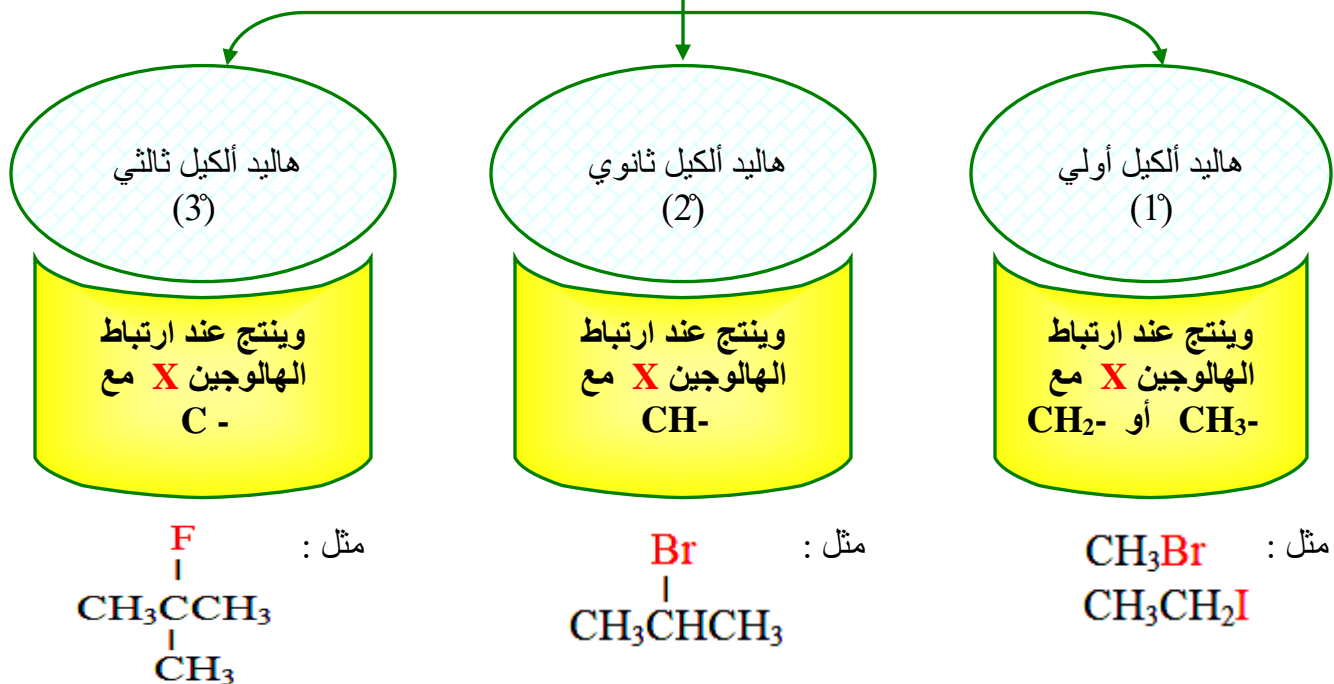 هاليد ألكيل أولي
(1°)
وينتج عند ارتباط
الهالوجين X مع
CH₃- أو CH₂-
مثل :
CH₃Br
CH₃CH₂I
هاليد ألكيل ثانوي
(2°)
وينتج عند ارتباط
الهالوجين X مع
CH-
مثل :
Br
CH₃CHCH₃
هاليد ألكيل ثالثي
(3°)
وينتج عند ارتباط
الهالوجين X مع
C -
مثل :
F
CH₃CCH₃
CH₃